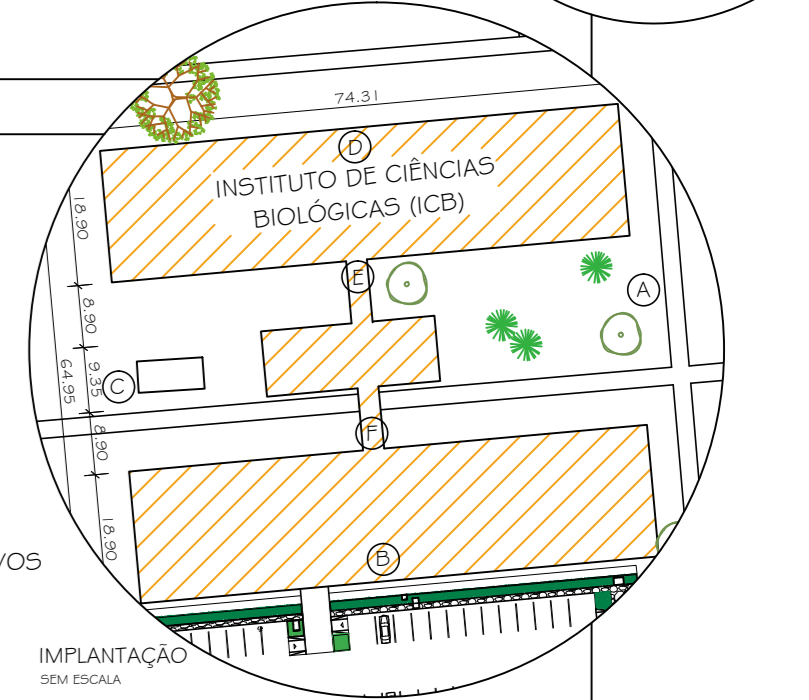 74.31
D
INSTITUTO DE CIÊNCIAS
BIOLÓGICAS (ICB)
18.90
E
A
8.90
64.95
9.35
C
8.90
F
18.90
B
VOS
IMPLANTAÇÃO
SEM ESCALA